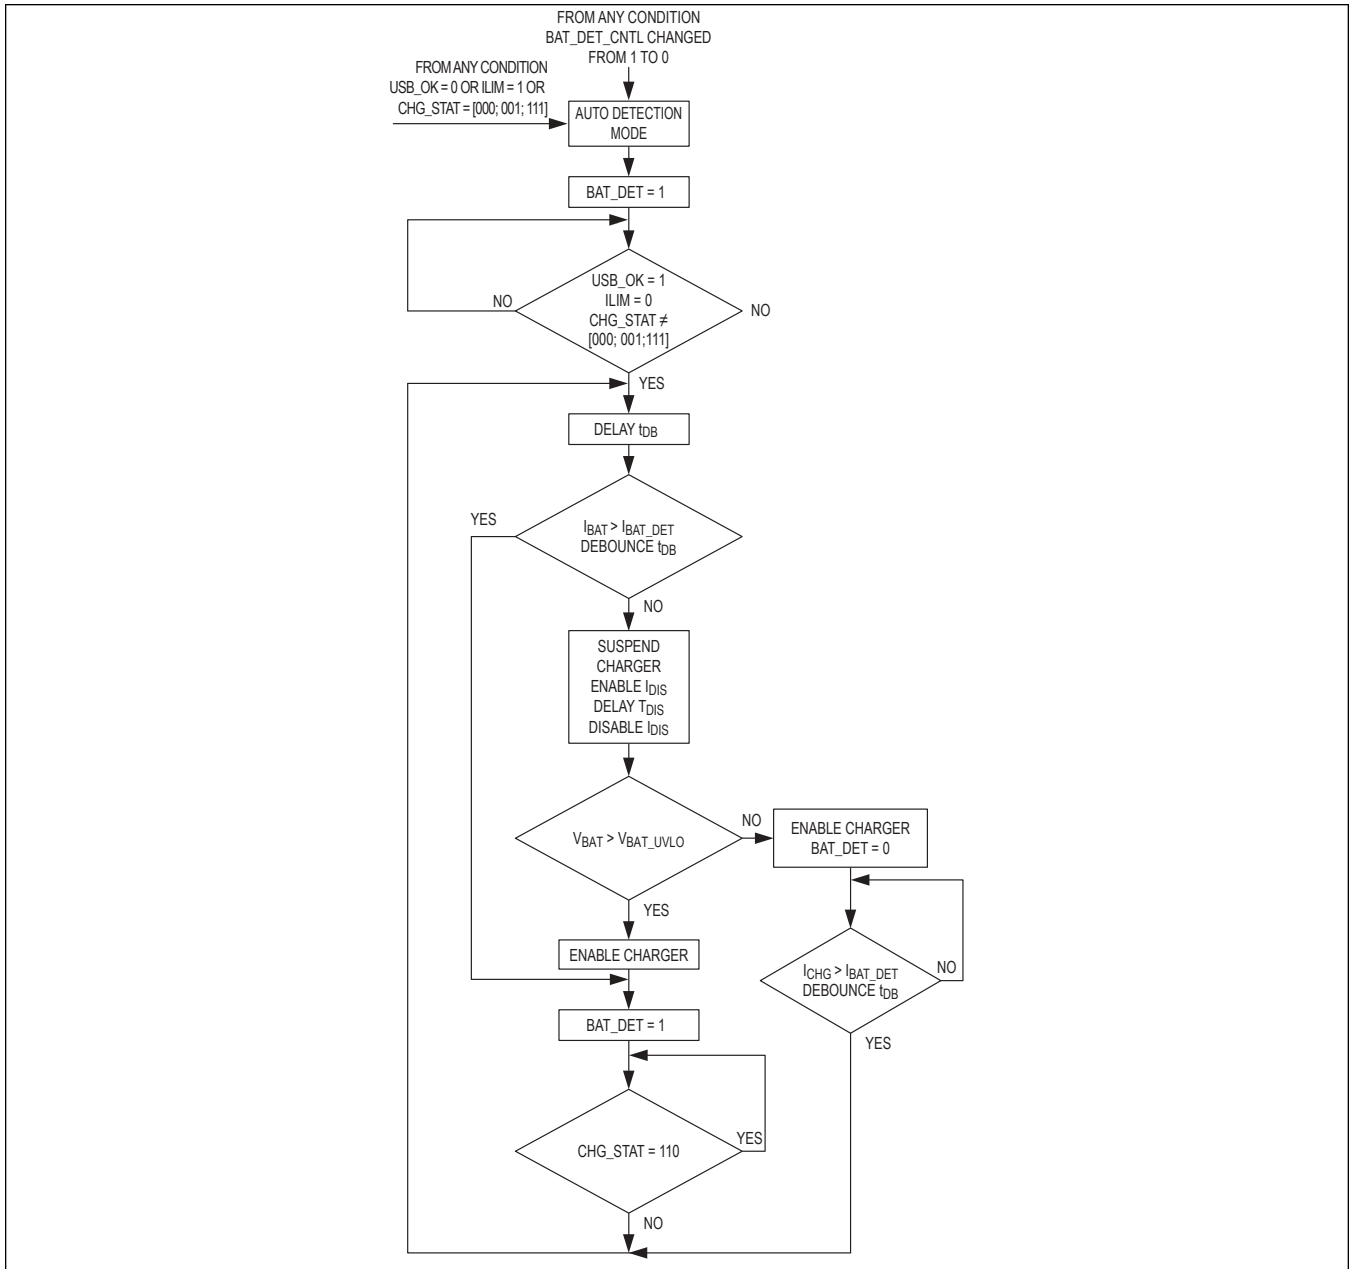 FROM ANY CONDITION
BAT_DET_CNTL CHANGED
FROM 1 TO 0
FROM ANY CONDITION
USB_OK = 0 OR ILIM = 1 OR
CHG_STAT = [000; 001; 111]
AUTO DETECTION
MODE
BAT_DET = 1
USB_OK = 1
ILIM = 0
CHG_STAT ≠
[000; 001;111]
NO
NO
YES
DELAY tDB
YES
IBAT > IBAT_DET
DEBOUNCE tDB
NO
SUSPEND
CHARGER
ENABLE IDIS
DELAY TDIS
DISABLE IDIS
VBAT > VBAT_UVLO
NO
ENABLE CHARGER
BAT_DET = 0
YES
ENABLE CHARGER
ICHG > IBAT_DET
DEBOUNCE tDB
NO
BAT_DET = 1
YES
CHG_STAT = 110
YES
NO